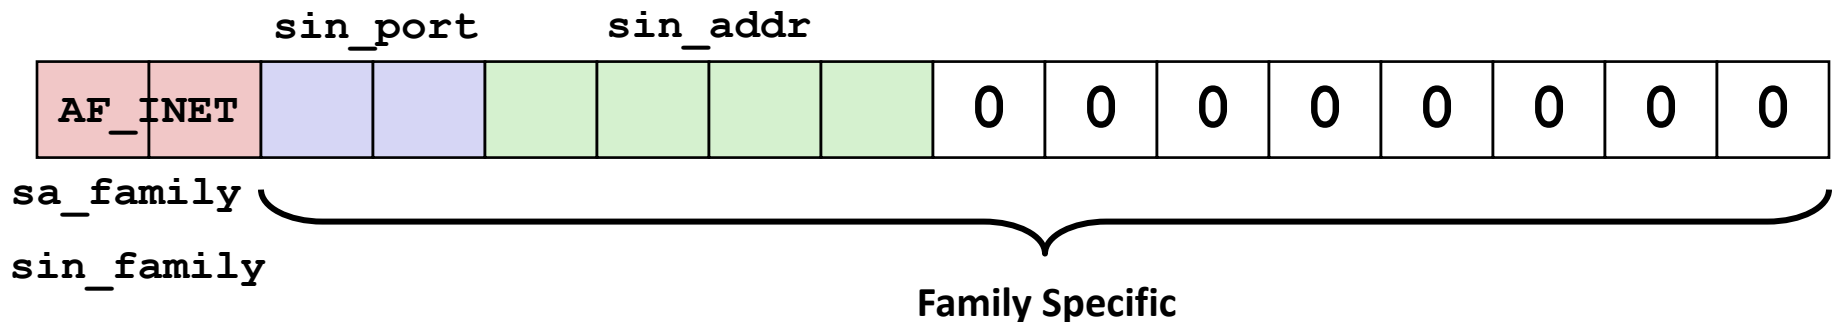 sin_port sin_addr
AF_INET 0 0 0 0 0 0 0 0
sa_family
sin_family
Family Specific